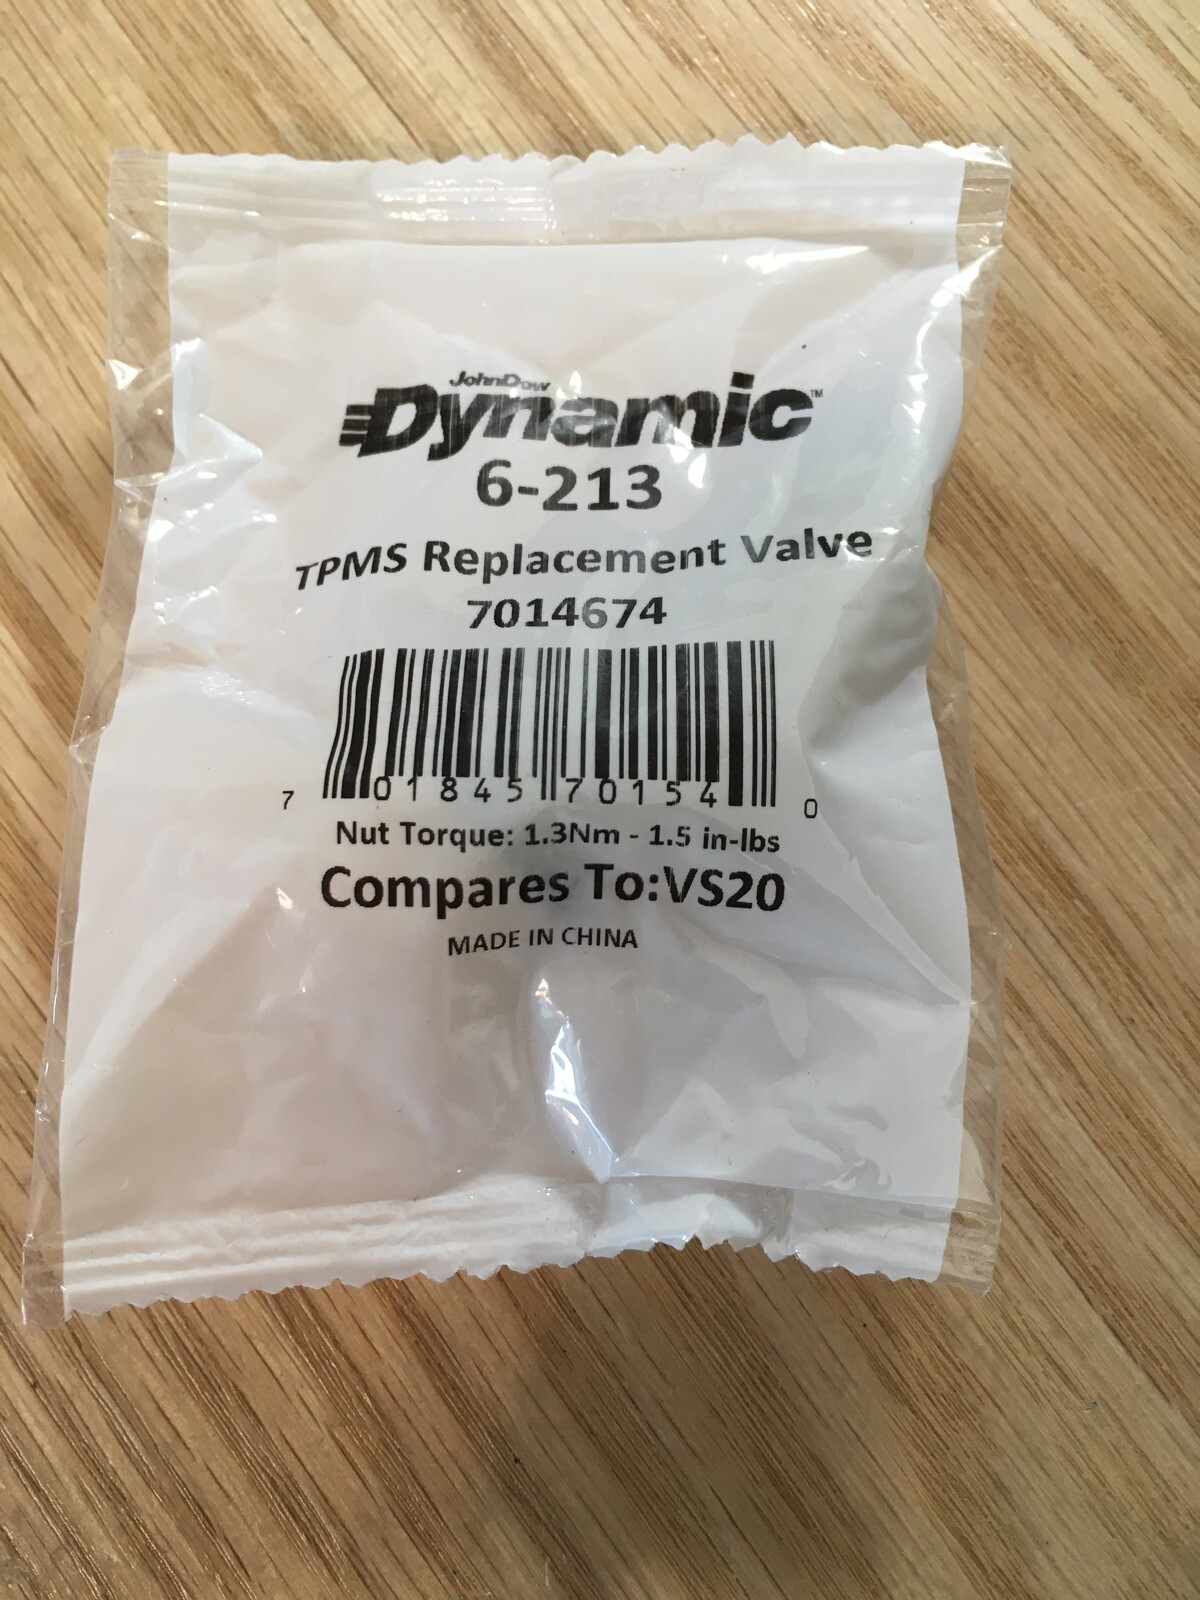 JohnDow
Dynamic™
6-213
TPMS Replacement Valve
7014674
7 01845 70154 0
Nut Torque: 1.3Nm - 1.5 in-lbs
Compares To:VS20
MADE IN CHINA